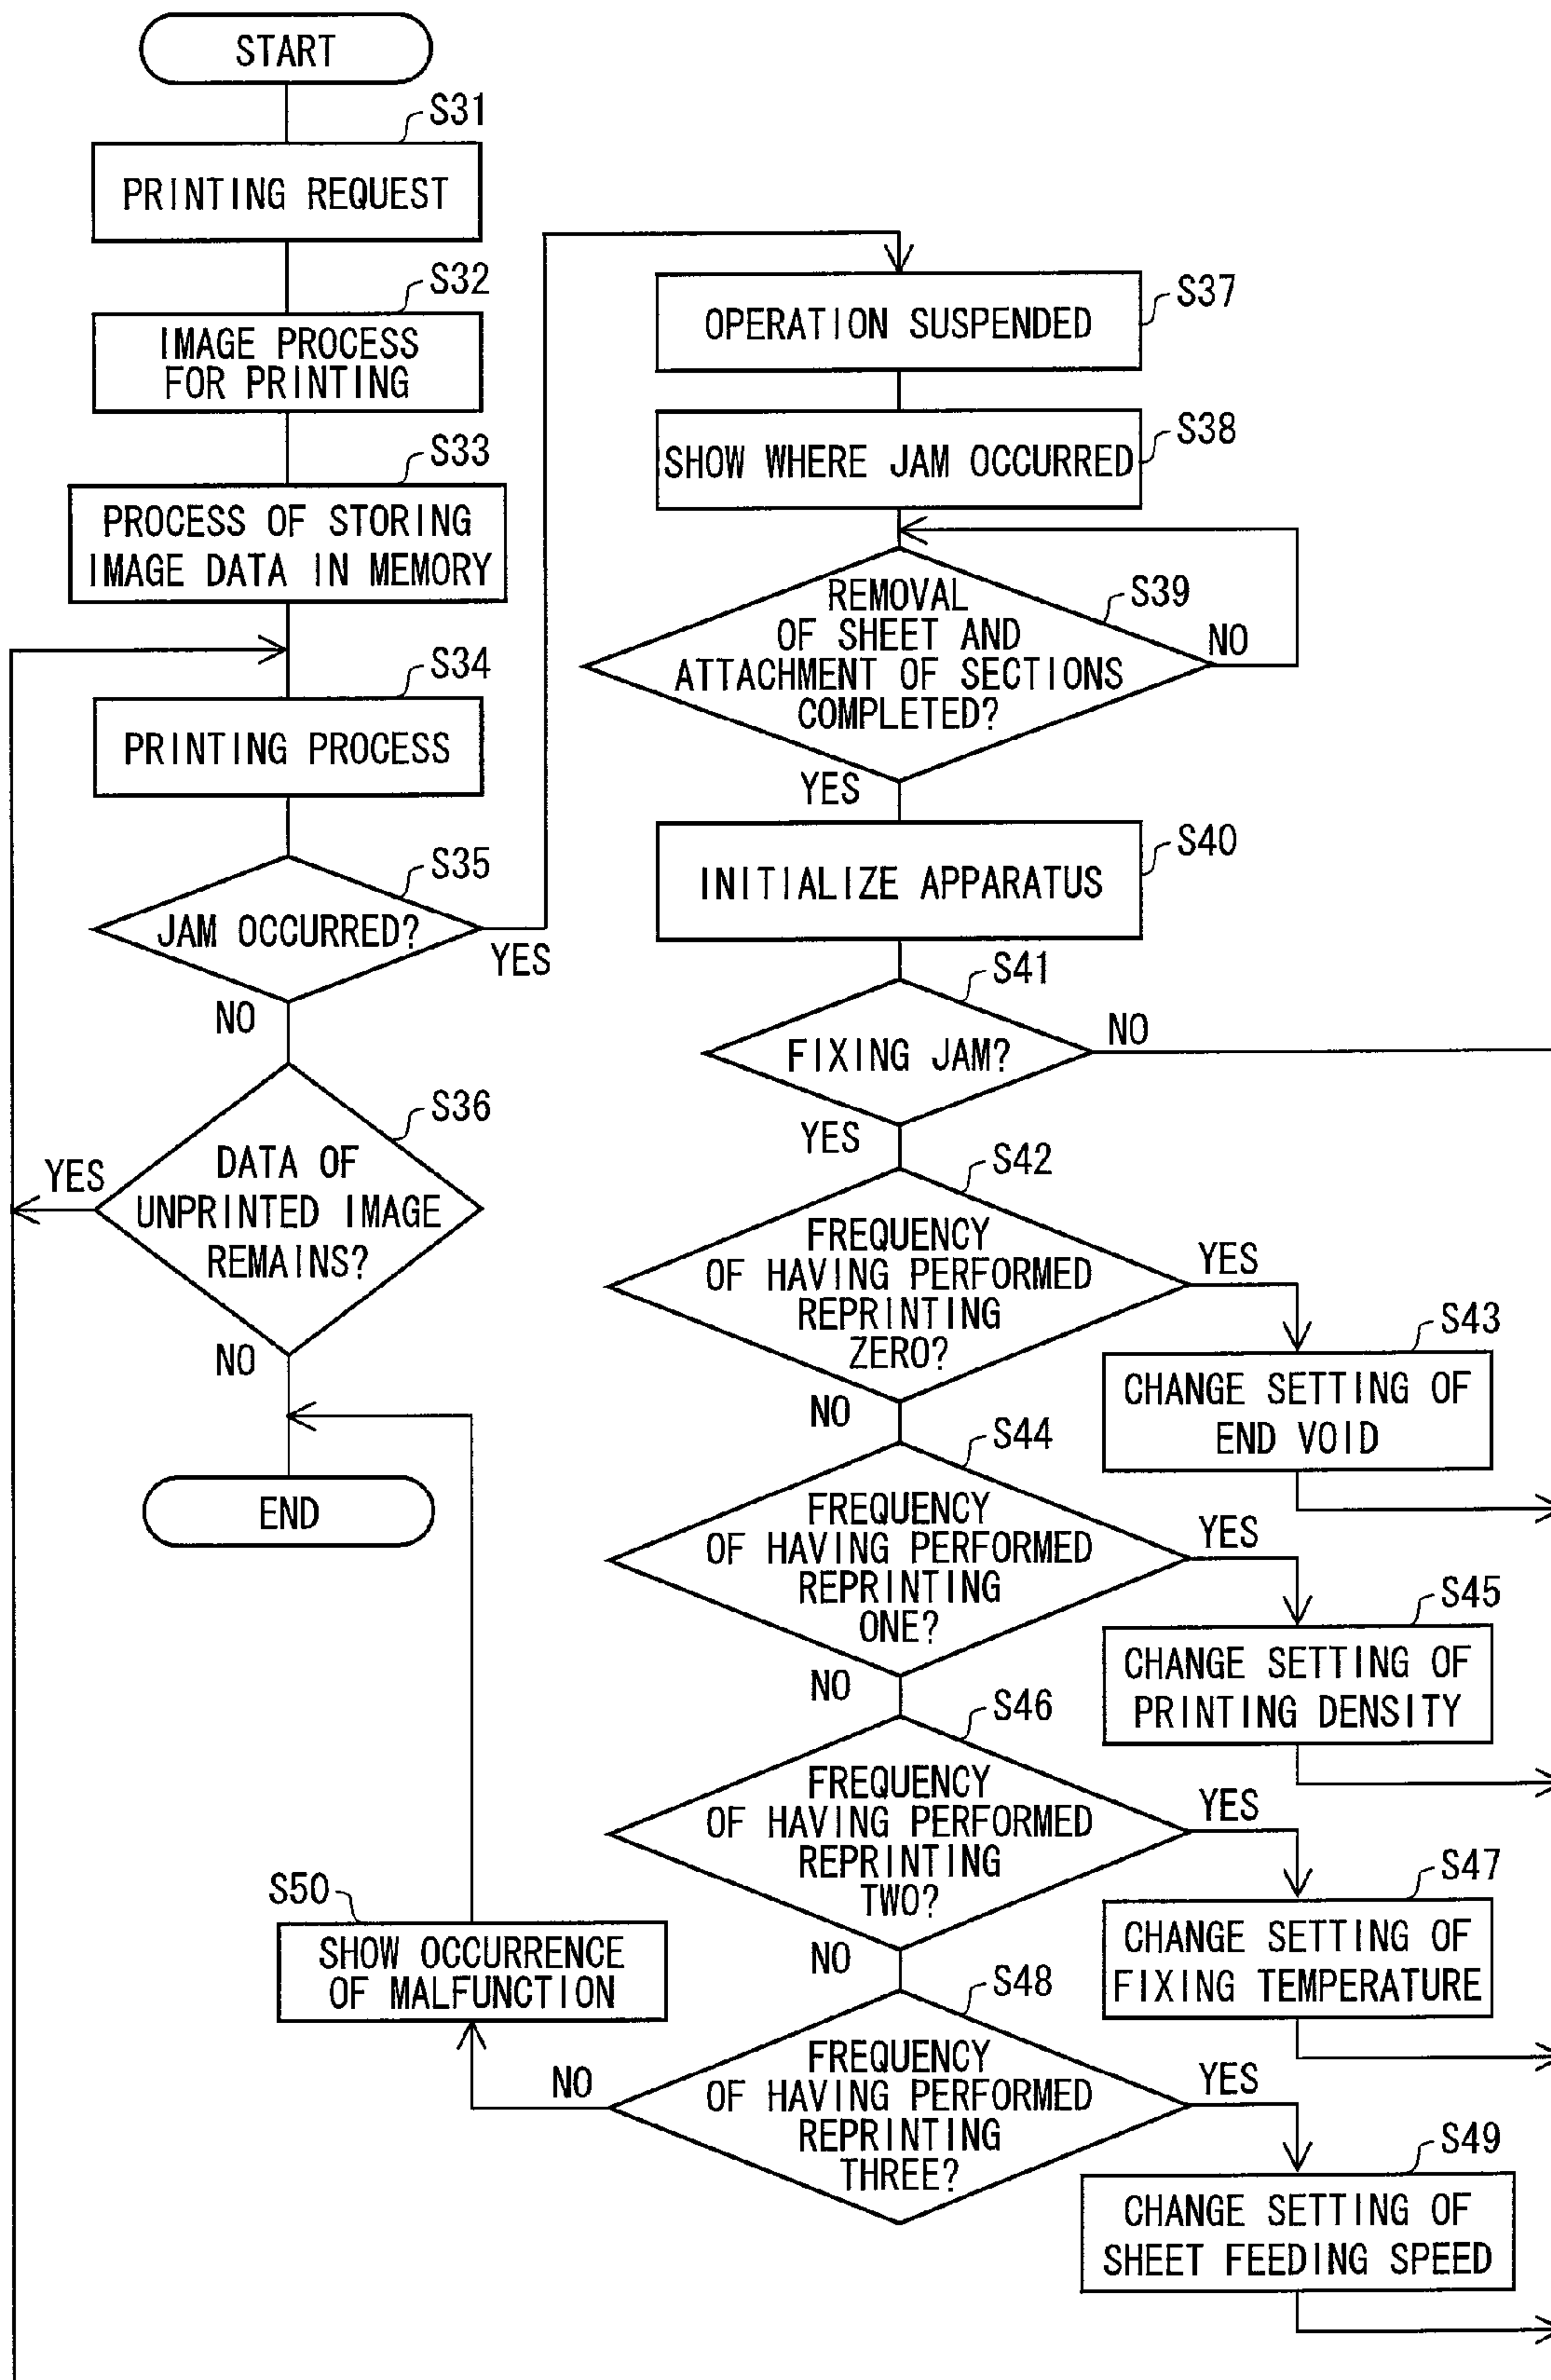 START
S31
PRINTING REQUEST
S32
IMAGE PROCESS
FOR PRINTING
S33
PROCESS OF STORING
IMAGE DATA IN MEMORY
S34
PRINTING PROCESS
S35
JAM OCCURRED?
YES
NO
S36
DATA OF
UNPRINTED IMAGE
REMAINS?
YES
NO
END
S37
OPERATION SUSPENDED
S38
SHOW WHERE JAM OCCURRED
S39
REMOVAL
OF SHEET AND
ATTACHMENT OF SECTIONS
COMPLETED?
NO
YES
S40
INITIALIZE APPARATUS
S41
FIXING JAM?
NO
YES
S42
FREQUENCY
OF HAVING PERFORMED
REPRINTING
ZERO?
YES
NO
S43
CHANGE SETTING OF
END VOID
S44
FREQUENCY
OF HAVING PERFORMED
REPRINTING
ONE?
YES
NO
S45
CHANGE SETTING OF
PRINTING DENSITY
S46
FREQUENCY
OF HAVING PERFORMED
REPRINTING
TWO?
YES
NO
S47
CHANGE SETTING OF
FIXING TEMPERATURE
S48
FREQUENCY
OF HAVING PERFORMED
REPRINTING
THREE?
YES
NO
S49
CHANGE SETTING OF
SHEET FEEDING SPEED
S50
SHOW OCCURRENCE
OF MALFUNCTION